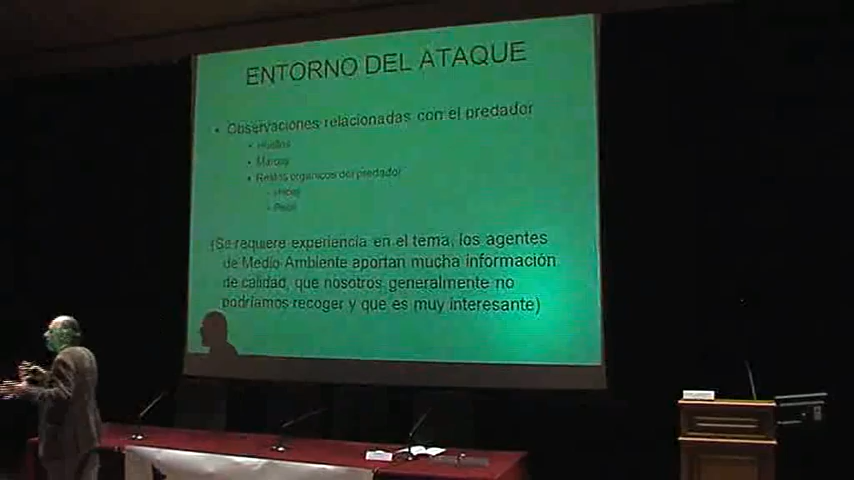 ENTORNO DEL ATAQUE
• Observaciones relacionadas con el predador
• Huellas
• Marcas
• Restos orgánicos del predador
- Heces
- Pelos
(Se requiere experiencia en el tema, los agentes
de Medio Ambiente aportan mucha información
de calidad, que nosotros generalmente no
podríamos recoger y que es muy interesante)